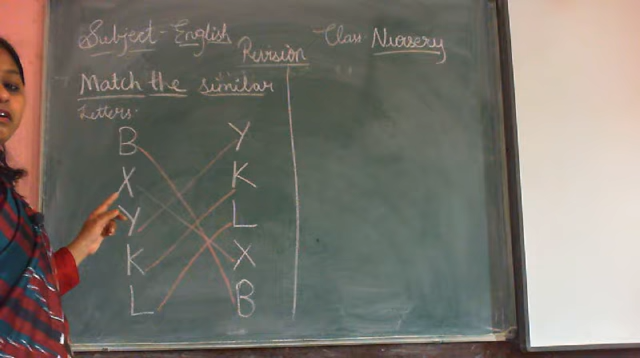 Subject - English
Revision
Class Nursery
Match the similar
Letters.
B Y
X K
Y L
K X
L B